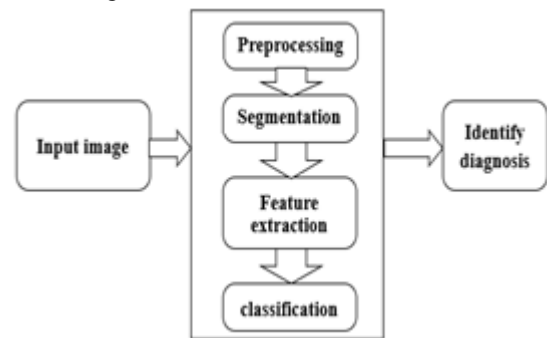 Input image
Preprocessing
Segmentation
Feature
extraction
classification
Identify
diagnosis